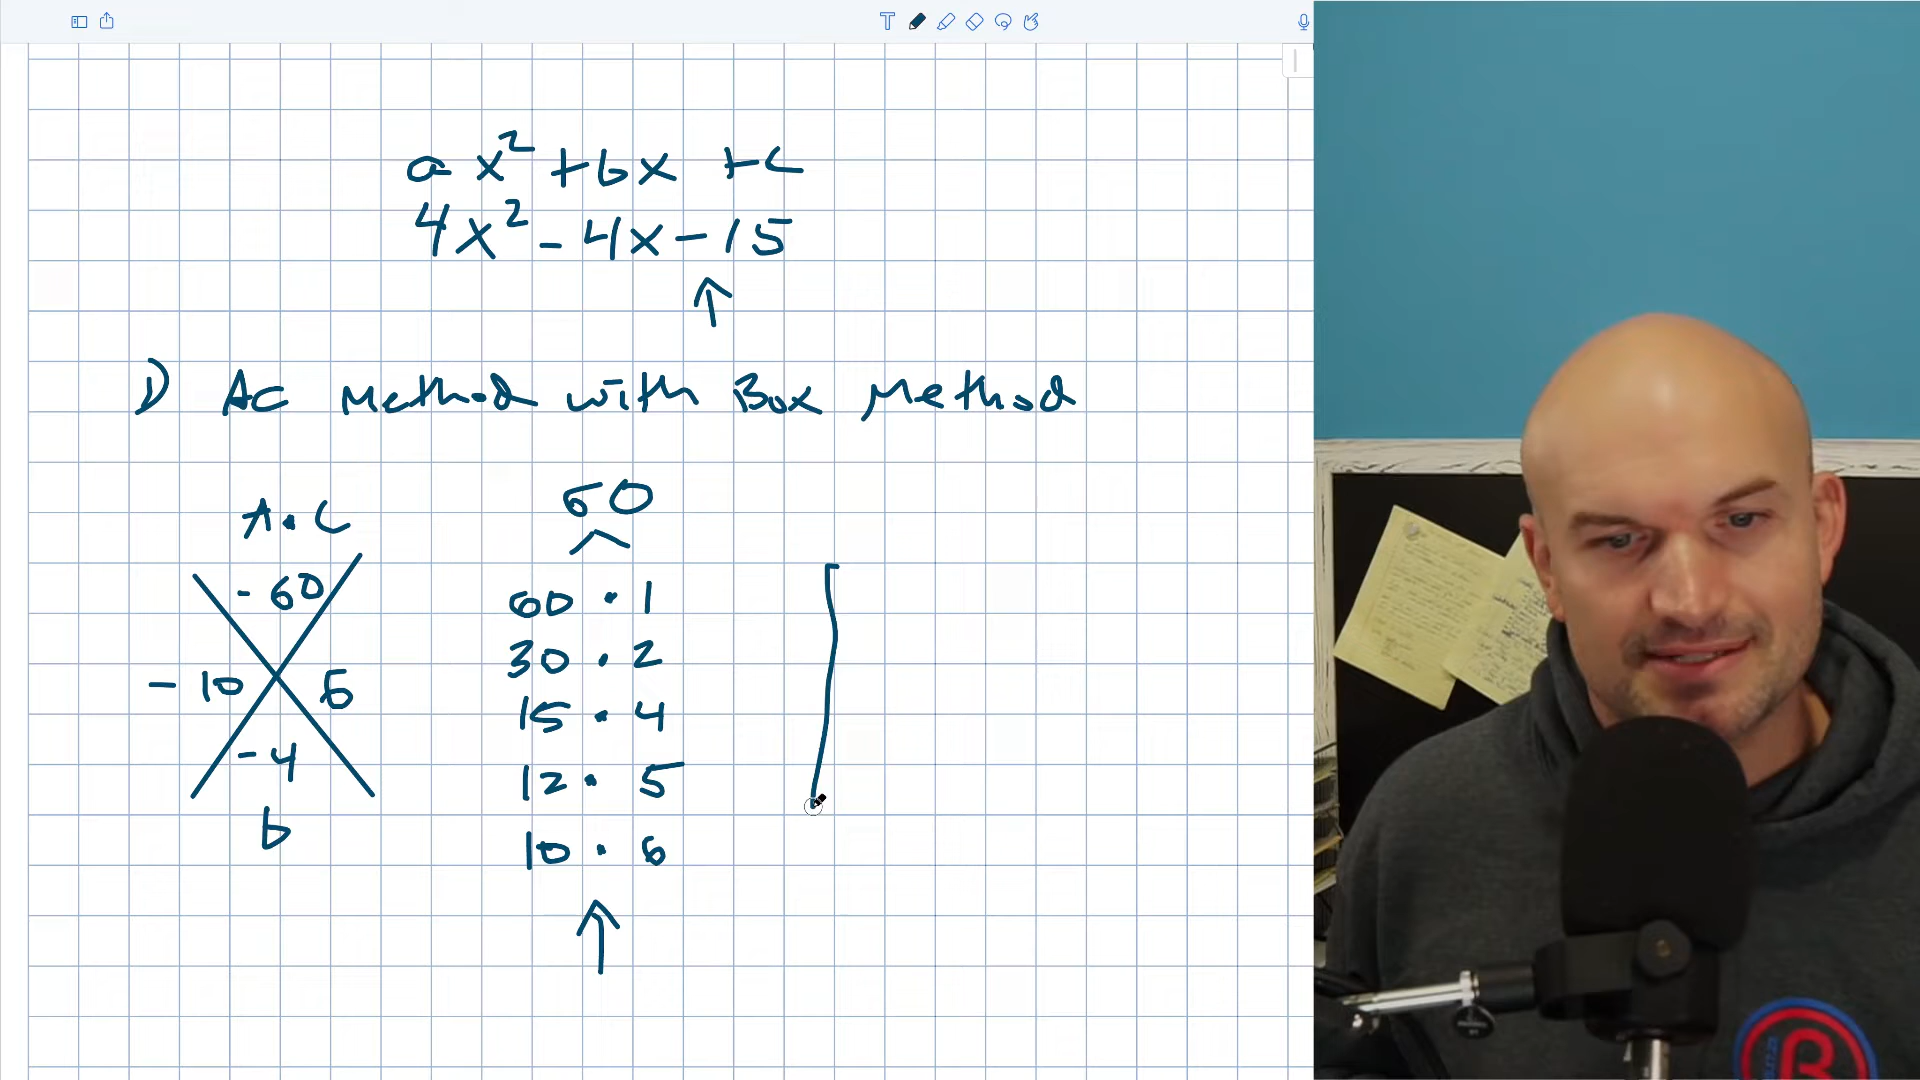 ax² + bx + c
4x² - 4x - 15
1) AC Method with Box Method
A · C
- 60
- 10 6
- 4
b
60
60 · 1
30 · 2
15 · 4
12 · 5
10 · 6